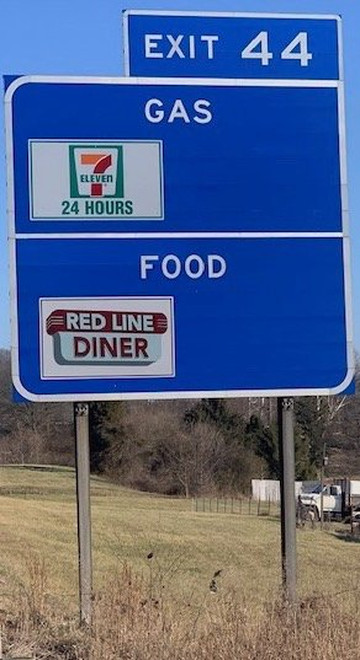 EXIT 44
GAS
7
ELEVEn
24 HOURS
FOOD
RED LINE
DINER